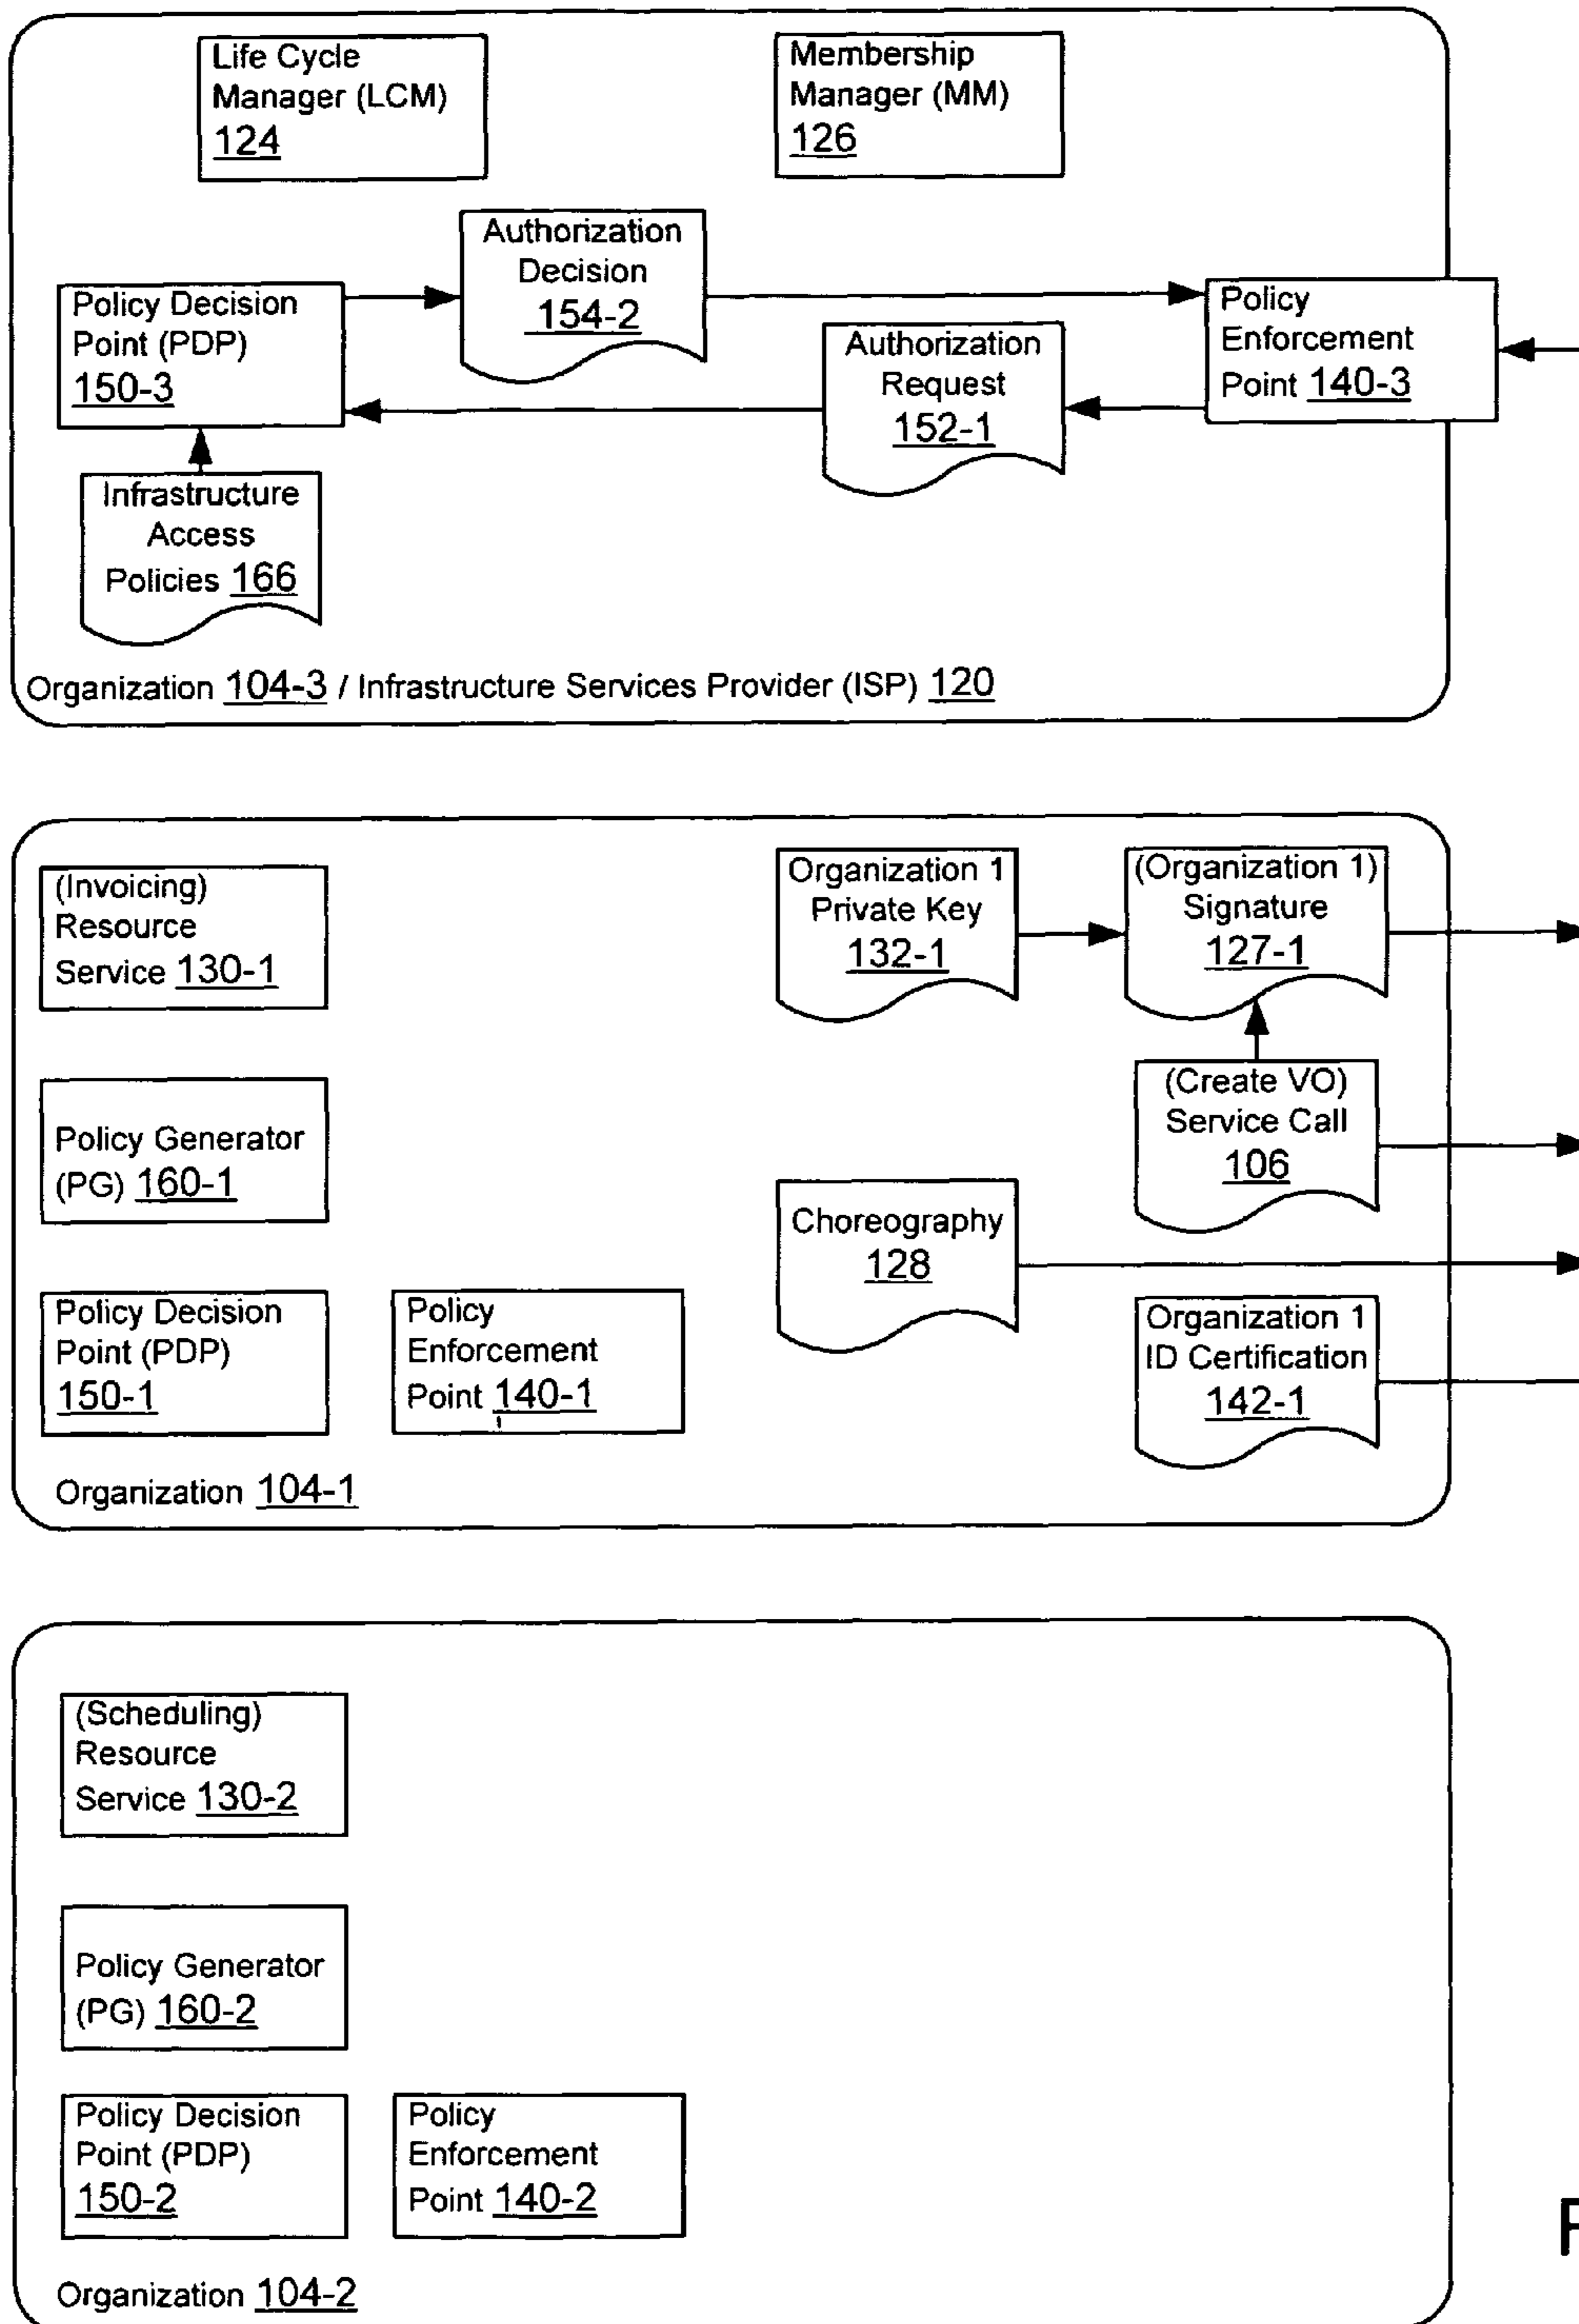 Life Cycle
Manager (LCM)
124
Membership
Manager (MM)
126
Authorization
Decision
154-2
Policy Decision
Point (PDP)
150-3
Authorization
Request
152-1
Policy
Enforcement
Point 140-3
Infrastructure
Access
Policies 166
Organization 104-3 / Infrastructure Services Provider (ISP) 120
(Invoicing)
Resource
Service 130-1
Organization 1
Private Key
132-1
(Organization 1)
Signature
127-1
Policy Generator
(PG) 160-1
(Create VO)
Service Call
106
Choreography
128
Policy Decision
Point (PDP)
150-1
Policy
Enforcement
Point 140-1
Organization 1
ID Certification
142-1
Organization 104-1
(Scheduling)
Resource
Service 130-2
Policy Generator
(PG) 160-2
Policy Decision
Point (PDP)
150-2
Policy
Enforcement
Point 140-2
Organization 104-2